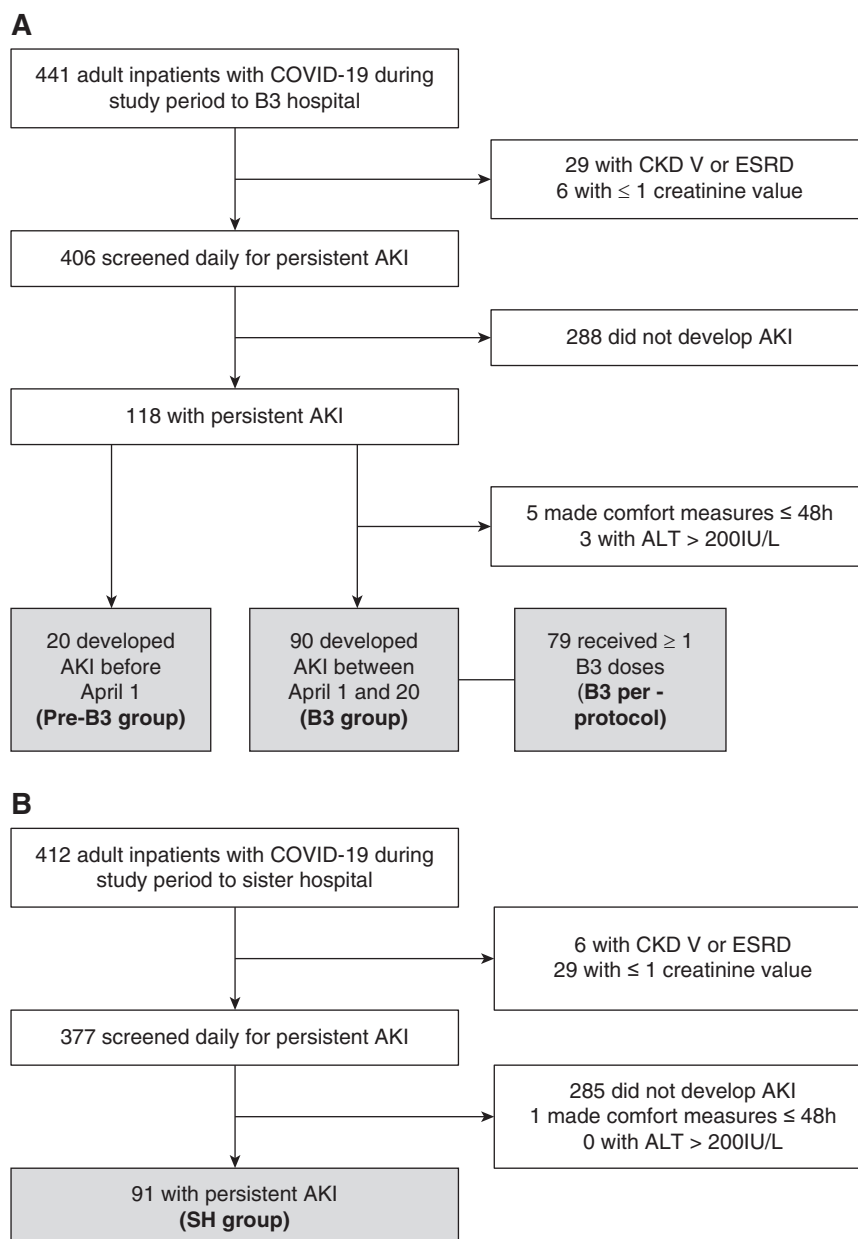 A
441 adult inpatients with COVID-19 during
study period to B3 hospital
29 with CKD V or ESRD
6 with ≤ 1 creatinine value
406 screened daily for persistent AKI
288 did not develop AKI
118 with persistent AKI
5 made comfort measures ≤ 48h
3 with ALT > 200IU/L
20 developed
AKI before
April 1
(Pre-B3 group)
90 developed
AKI between
April 1 and 20
(B3 group)
79 received ≥ 1
B3 doses
(B3 per -
protocol)
B
412 adult inpatients with COVID-19 during
study period to sister hospital
6 with CKD V or ESRD
29 with ≤ 1 creatinine value
377 screened daily for persistent AKI
285 did not develop AKI
1 made comfort measures ≤ 48h
0 with ALT > 200IU/L
91 with persistent AKI
(SH group)